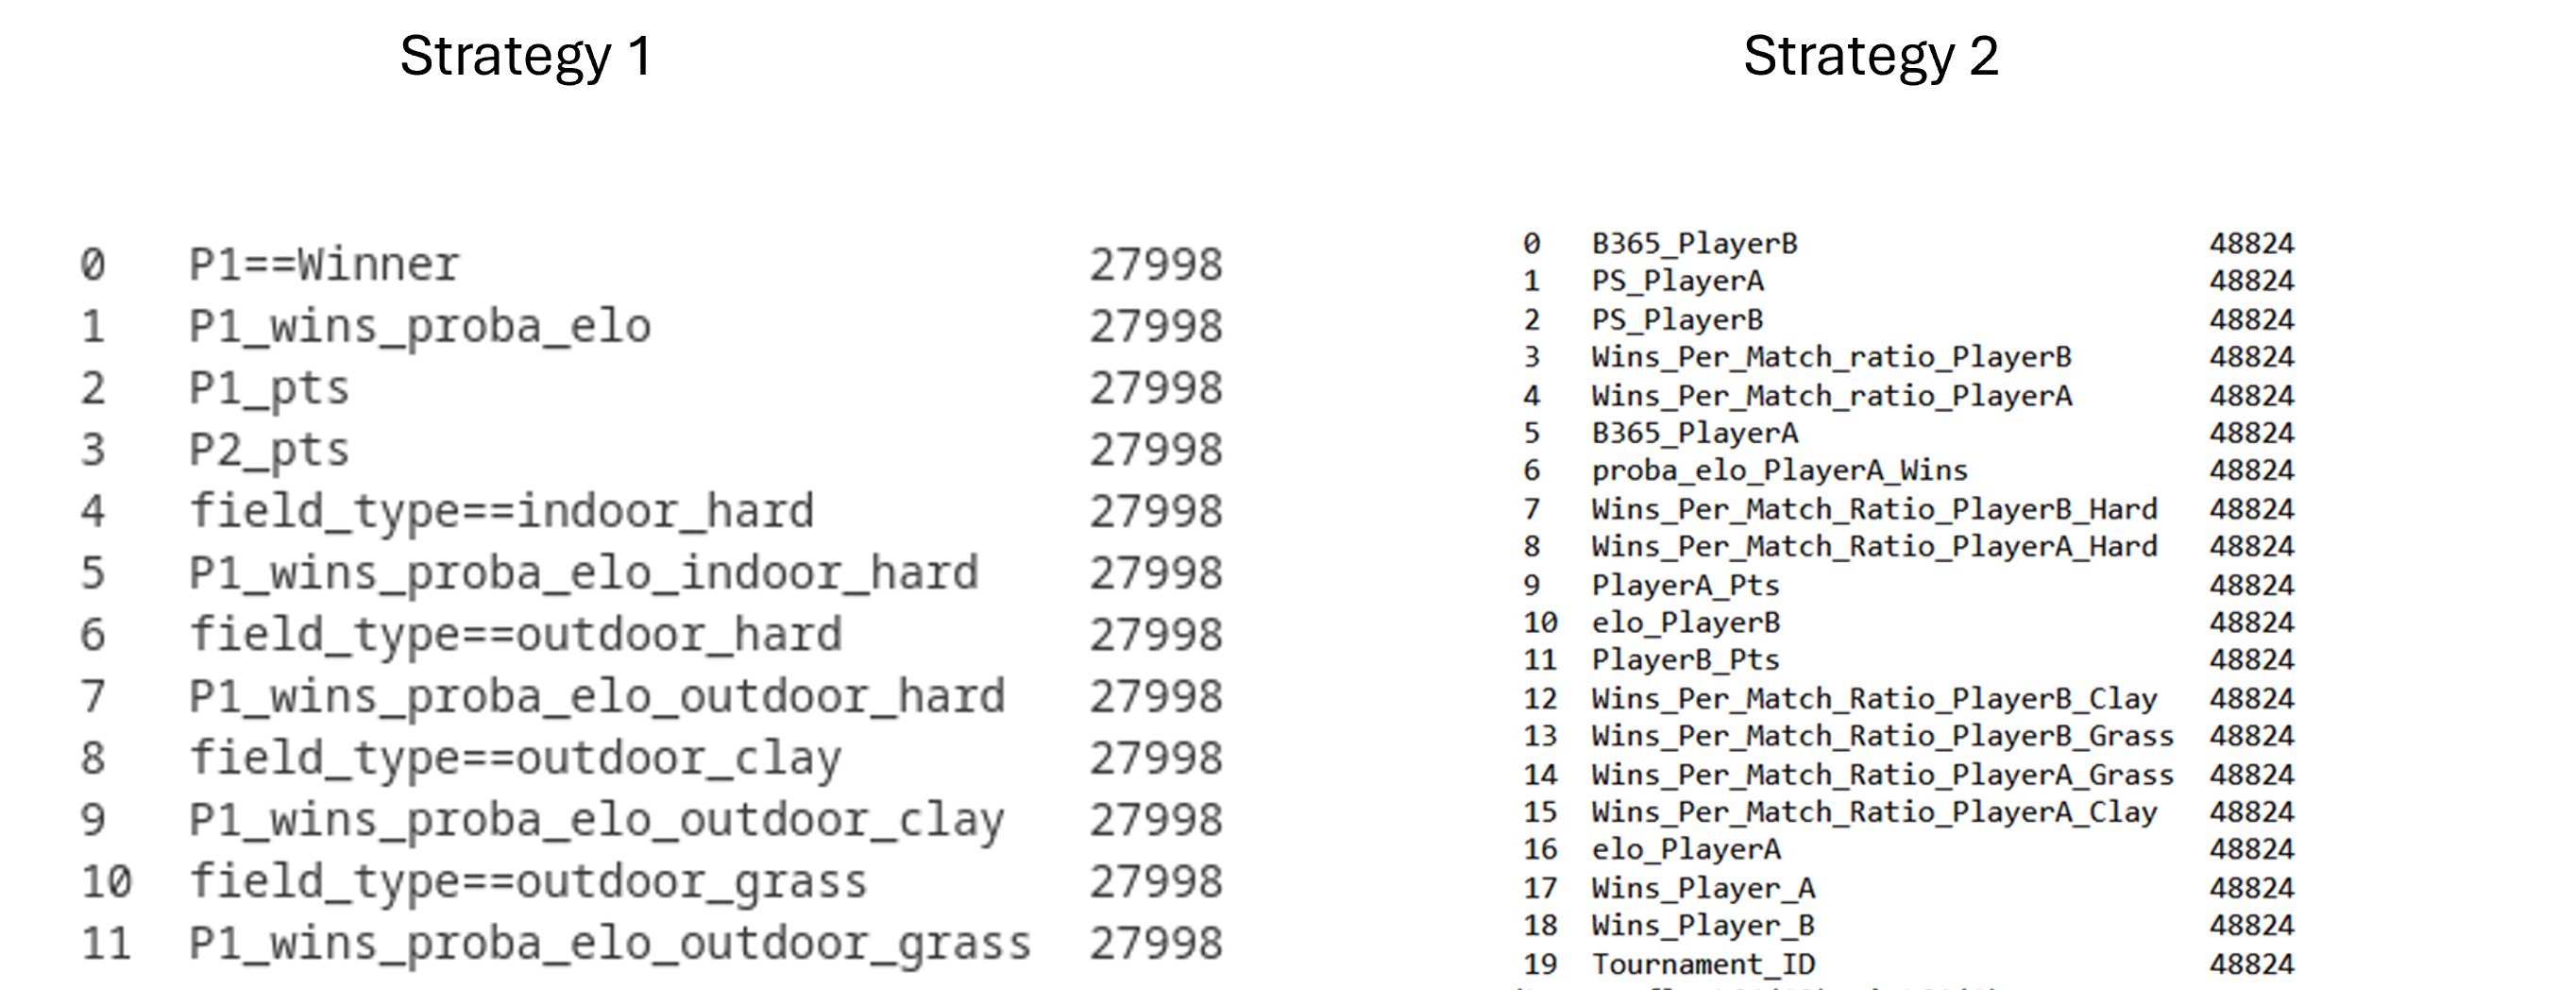 Strategy 1
0 P1==Winner 27998
1 P1_wins_proba_elo 27998
2 P1_pts 27998
3 P2_pts 27998
4 field_type==indoor_hard 27998
5 P1_wins_proba_elo_indoor_hard 27998
6 field_type==outdoor_hard 27998
7 P1_wins_proba_elo_outdoor_hard 27998
8 field_type==outdoor_clay 27998
9 P1_wins_proba_elo_outdoor_clay 27998
10 field_type==outdoor_grass 27998
11 P1_wins_proba_elo_outdoor_grass 27998
Strategy 2
0 B365_PlayerB 48824
1 PS_PlayerA 48824
2 PS_PlayerB 48824
3 Wins_Per_Match_ratio_PlayerB 48824
4 Wins_Per_Match_ratio_PlayerA 48824
5 B365_PlayerA 48824
6 proba_elo_PlayerA_Wins 48824
7 Wins_Per_Match_Ratio_PlayerB_Hard 48824
8 Wins_Per_Match_Ratio_PlayerA_Hard 48824
9 PlayerA_Pts 48824
10 elo_PlayerB 48824
11 PlayerB_Pts 48824
12 Wins_Per_Match_Ratio_PlayerB_Clay 48824
13 Wins_Per_Match_Ratio_PlayerB_Grass 48824
14 Wins_Per_Match_Ratio_PlayerA_Grass 48824
15 Wins_Per_Match_Ratio_PlayerA_Clay 48824
16 elo_PlayerA 48824
17 Wins_Player_A 48824
18 Wins_Player_B 48824
19 Tournament_ID 48824